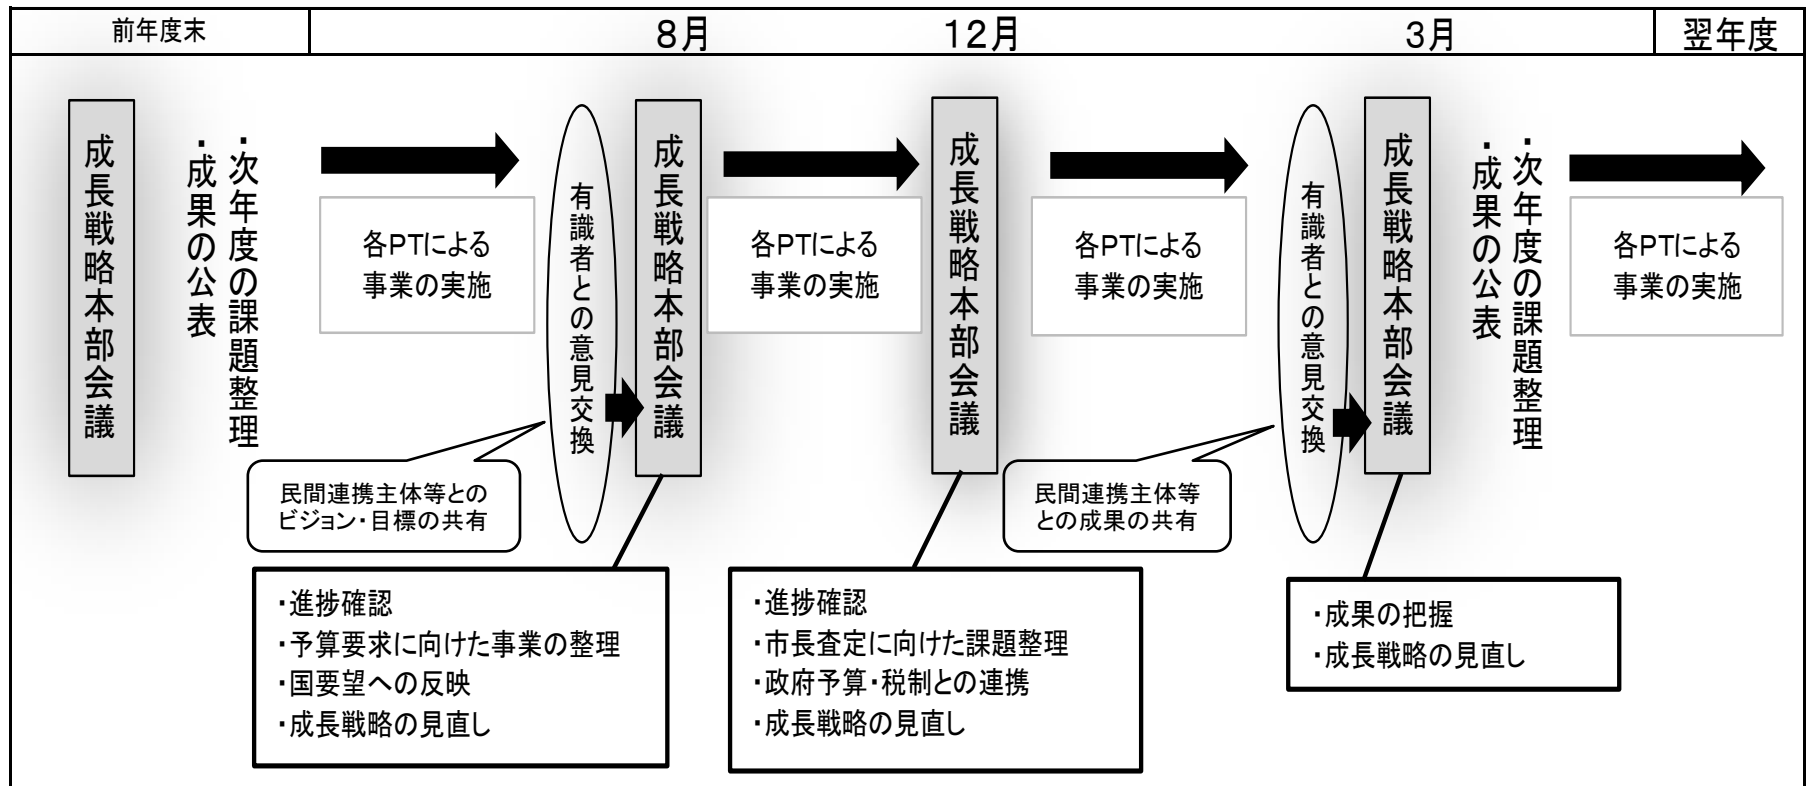 前年度末
8月
12月
3月
翌年度
成長戦略本部会議
・次年度の課題整理
・成果の公表
各PTによる
事業の実施
有識者との意見交換
成長戦略本部会議
各PTによる
事業の実施
成長戦略本部会議
各PTによる
事業の実施
有識者との意見交換
成長戦略本部会議
・次年度の課題整理
・成果の公表
各PTによる
事業の実施
民間連携主体等との
ビジョン・目標の共有
民間連携主体等
との成果の共有
・進捗確認
・予算要求に向けた事業の整理
・国要望への反映
・成長戦略の見直し
・進捗確認
・市長査定に向けた課題整理
・政府予算・税制との連携
・成長戦略の見直し
・成果の把握
・成長戦略の見直し